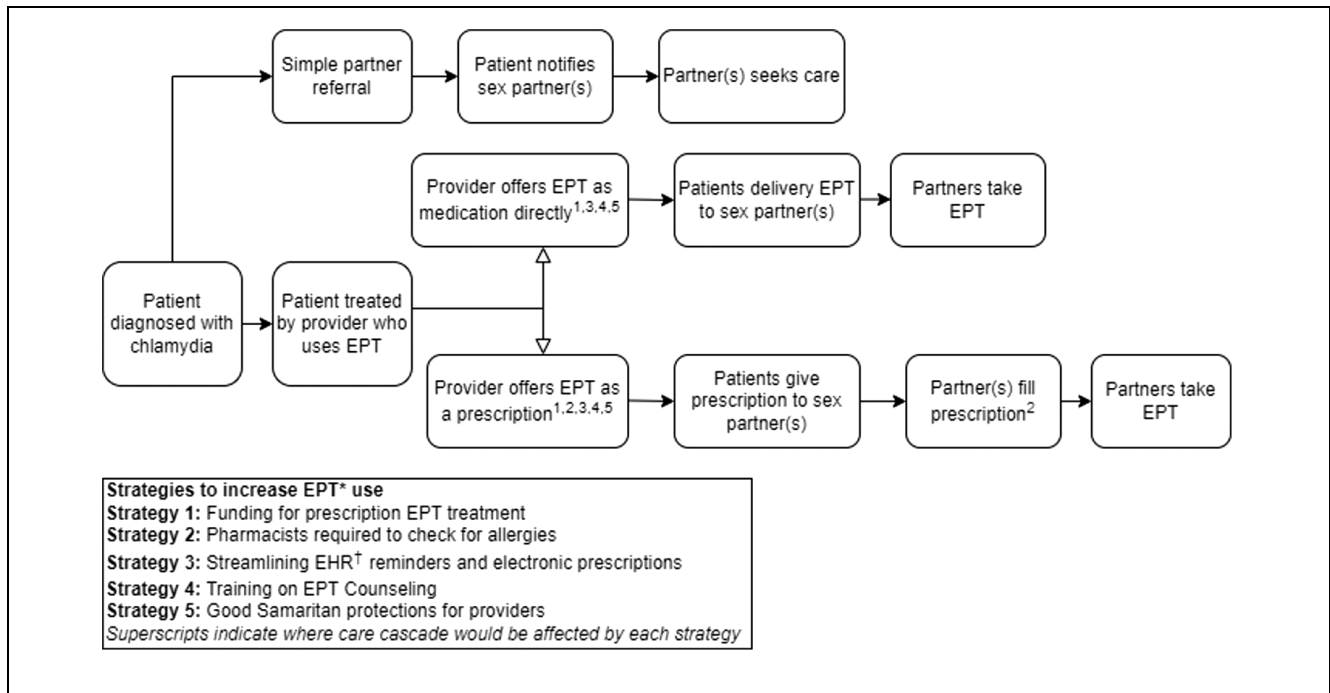 Simple partner
referral
Patient notifies
sex partner(s)
Partner(s) seeks care
Provider offers EPT as
medication directly1,3,4,5
Patients delivery EPT
to sex partner(s)
Partners take
EPT
Patient
diagnosed with
chlamydia
Patient treated
by provider who
uses EPT
Provider offers EPT as
a prescription1,2,3,4,5
Patients give
prescription to sex
partner(s)
Partner(s) fill
prescription2
Partners take
EPT
Strategies to increase EPT* use
Strategy 1: Funding for prescription EPT treatment
Strategy 2: Pharmacists required to check for allergies
Strategy 3: Streamlining EHR† reminders and electronic prescriptions
Strategy 4: Training on EPT Counseling
Strategy 5: Good Samaritan protections for providers
Superscripts indicate where care cascade would be affected by each strategy